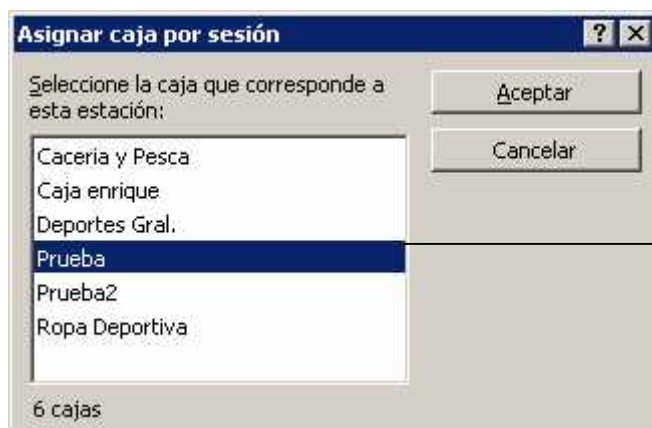 Asignar caja por sesión
Seleccione la caja que corresponde a
esta estación:
Aceptar
Cancelar
Caceria y Pesca
Caja enrique
Deportes Gral.
Prueba
Prueba2
Ropa Deportiva
6 cajas